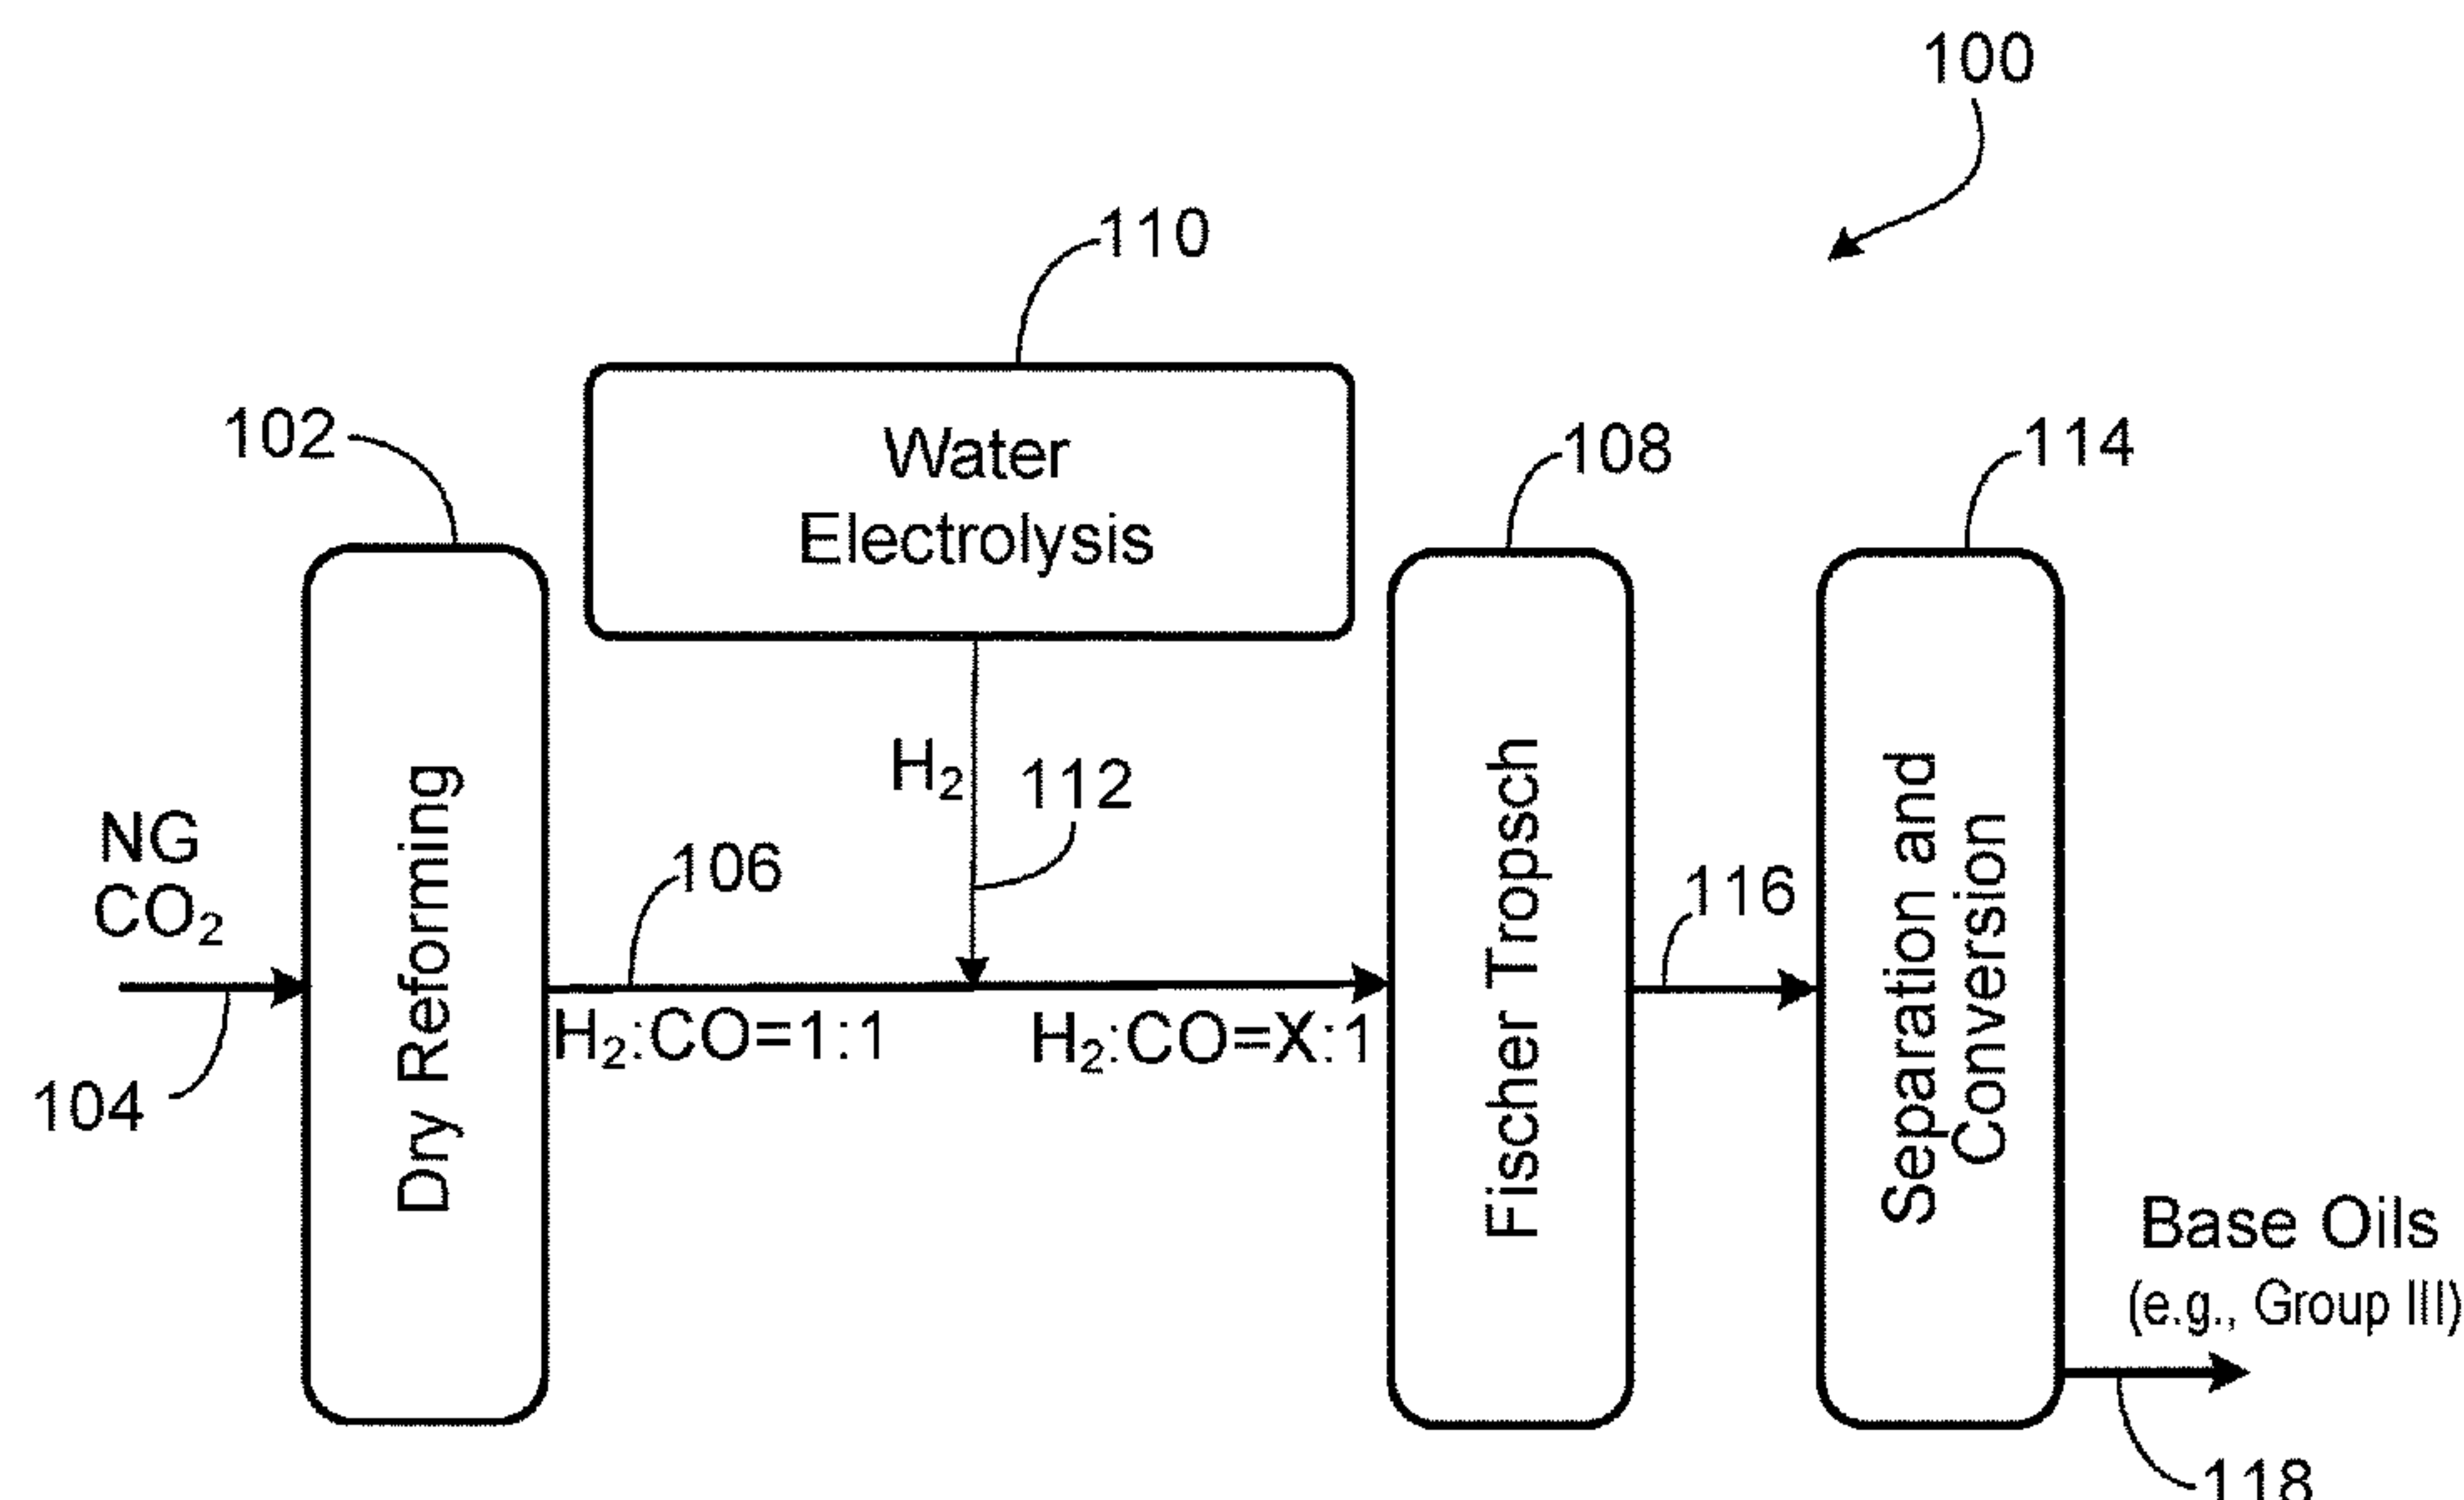 100
110
Water
Electrolysis
102
108
114
H₂
112
NG
CO₂
106
116
104
Dry Reforming
H₂:CO=1:1
H₂:CO=X:1
Fischer Tropsch
Separation and
Conversion
Base Oils
(e.g., Group III)
118